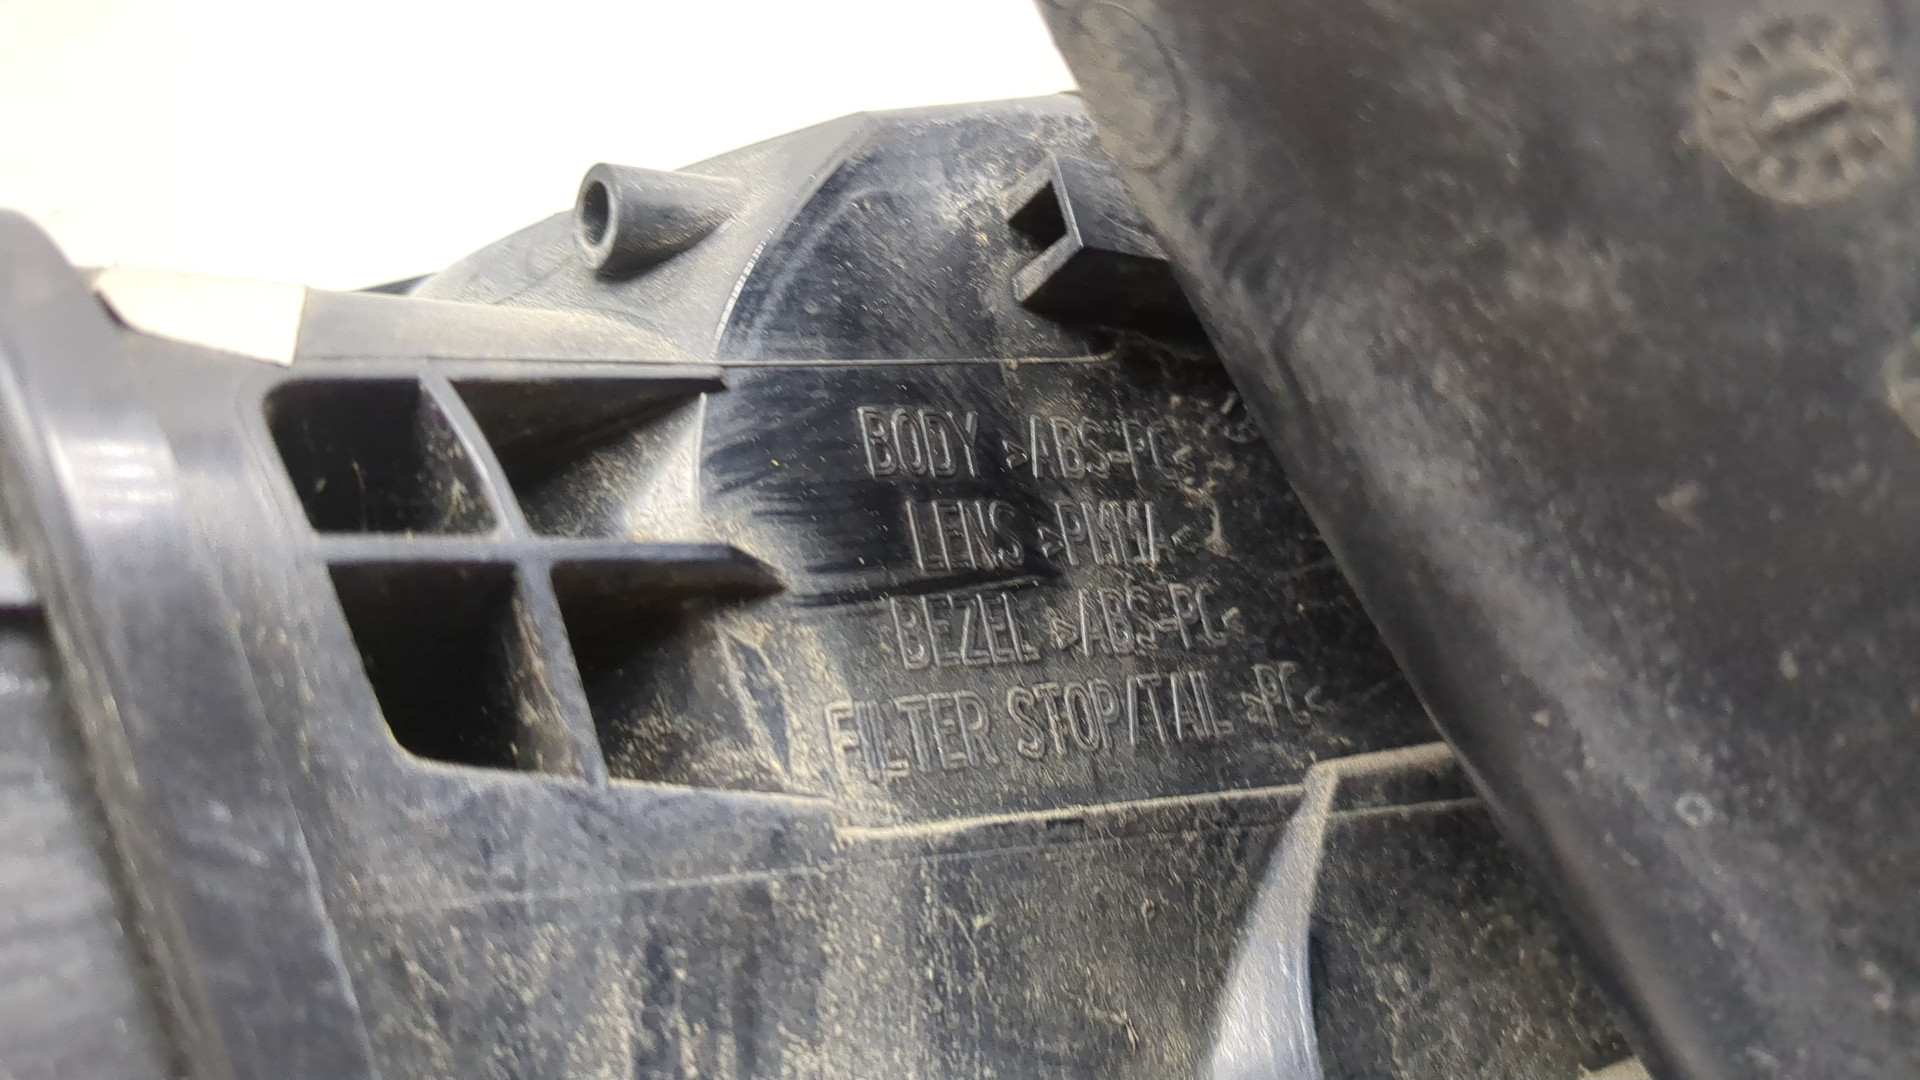 BODY >ABS-PC<
LENS >PMMA<
BEZEL >ABS-PC<
FILTER STOP/TAIL >PC<